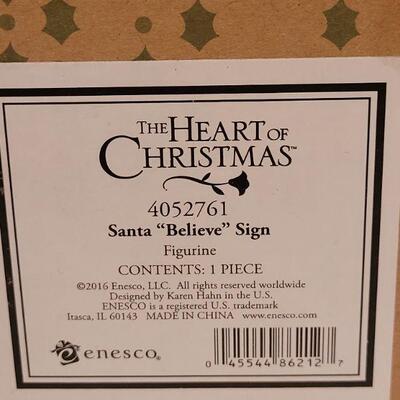 THE HEART OF
CHRISTMAS™
4052761
Santa “Believe” Sign
Figurine
CONTENTS: 1 PIECE
©2016 Enesco, LLC. All rights reserved worldwide
Designed by Karen Hahn in the U.S.
ENESCO is a registered U.S. trademark
Itasca, IL 60143 MADE IN CHINA www.enesco.com
enesco.
0 45544 86212 7